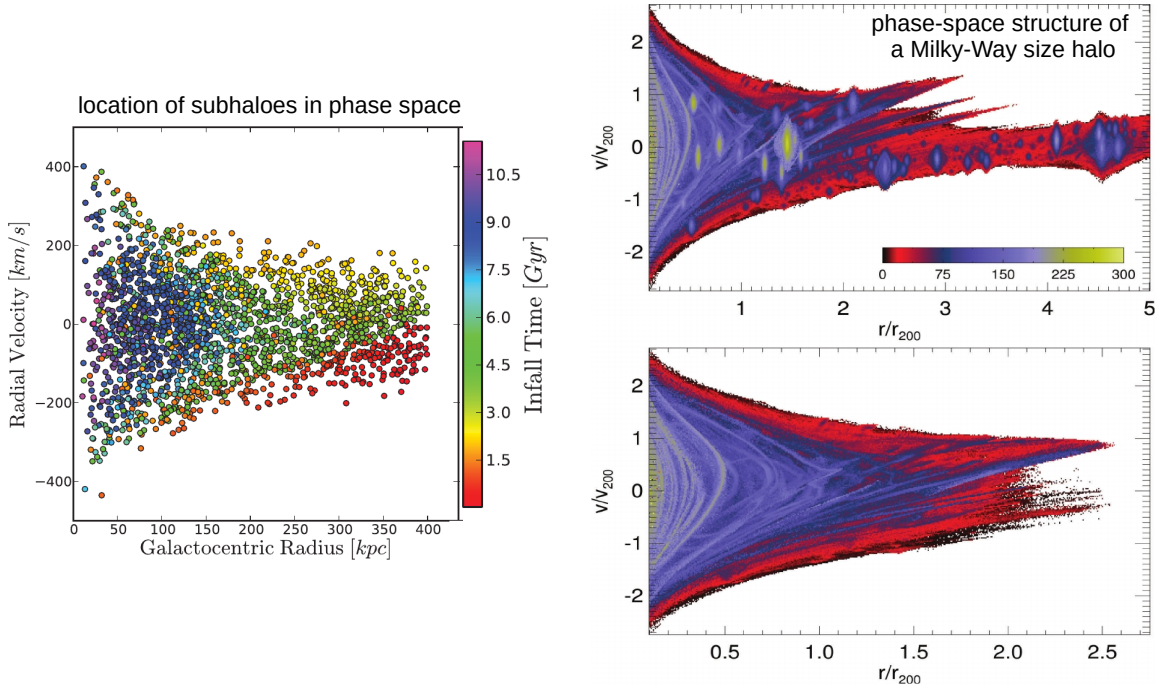 location of subhaloes in phase space
Radial Velocity [km/s]
400
200
0
−200
−400
0 50 100 150 200 250 300 350 400
Galactocentric Radius [kpc]
10.5
9.0
7.5
6.0
4.5
3.0
1.5
Infall Time [Gyr]
phase-space structure of
a Milky-Way size halo
v/v200
2
1
0
-1
-2
0 75 150 225 300
1 2 3 4 5
r/r200
v/v200
2
1
0
-1
-2
0.5 1.0 1.5 2.0 2.5
r/r200